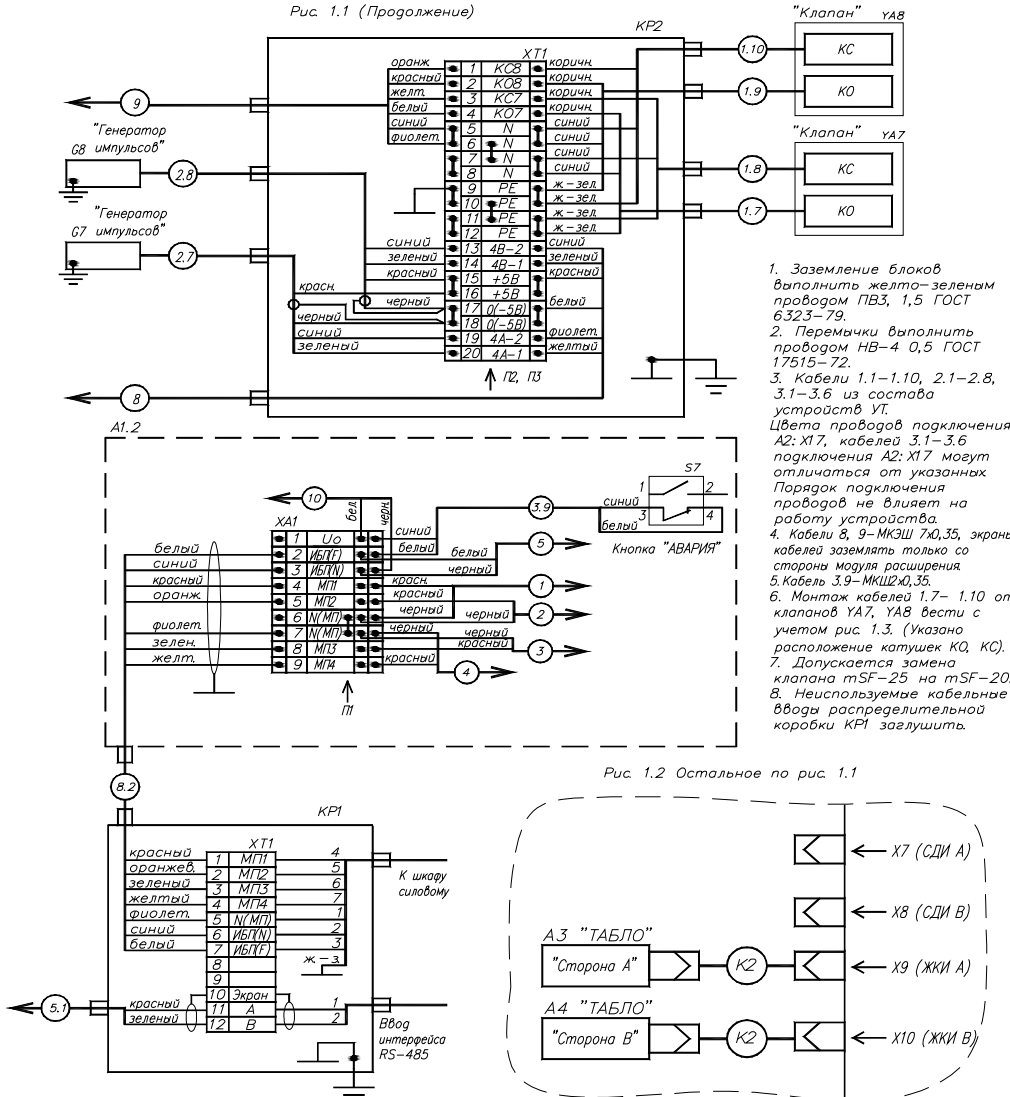 Рис. 1.1 (Продолжение)
КР2
XT1
оранж.
красный
желт.
белый
синий
фиолет.
1 КС8
2 КО8
3 КС7
4 КО7
5 N
6 N
7 N
8 N
9 PE
10 PE
11 PE
12 PE
13 4В-2
14 4В-1
15 +5В
16 +5В
17 0(-5В)
18 0(-5В)
19 4А-2
20 4А-1
коричн.
коричн.
коричн.
коричн.
синий
синий
синий
синий
ж-зел.
ж-зел.
ж-зел.
ж-зел.
синий
зеленый
красный
белый
фиолет.
желтый
синий
зеленый
красный
красн.
черный
черный
синий
зеленый
П2, П3
9
"Генератор
импульсов"
G8
2.8
"Генератор
импульсов"
G7
2.7
8
"Клапан" YA8
КС
КО
1.10
1.9
"Клапан" YA7
КС
КО
1.8
1.7
1. Заземление блоков
выполнить желто-зеленым
проводом ПВ3, 1,5 ГОСТ
6323-79.
2. Перемычки выполнить
проводом НВ-4 0,5 ГОСТ
17515-72.
3. Кабели 1.1-1.10, 2.1-2.8,
3.1-3.6 из состава
устройств УТ.
Цвета проводов подключения
А2: Х17, кабелей 3.1-3.6
подключения А2: Х17 могут
отличаться от указанных.
Порядок подключения
проводов не влияет на
работу устройства.
4. Кабели 8, 9-МКЭШ 7х0,35, экраны
кабелей заземлять только со
стороны модуля расширения.
5. Кабель 3.9-МКШ2х0,35.
6. Монтаж кабелей 1.7- 1.10 от
клапанов YA7, YA8 вести с
учетом рис. 1.3. (Указано
расположение катушек КО, КС).
7. Допускается замена
клапана mSF-25 на mSF-20.
8. Неиспользуемые кабельные
вводы распределительной
коробки КР1 заглушить.
А1.2
10
бел.
черн.
XA1
1 Uo
2 ИБП(F)
3 ИБП(N)
4 МП1
5 МП2
6 N(МП)
7 N(МП)
8 МП3
9 МП4
П1
белый
синий
красный
оранж.
фиолет.
зелен.
желт.
синий
белый
белый
черный
красн.
красный
черный
черный
черный
черный
красный
красный
3.9
5
1
2
3
4
S7
1
2
3
4
синий
белый
Кнопка "АВАРИЯ"
8.2
КР1
XT1
красный
оранжев.
зеленый
желтый
фиолет.
синий
белый
1 МП1
2 МП2
3 МП3
4 МП4
5 N(МП)
6 ИБП(N)
7 ИБП(F)
8
9
10 Экран
11 А
12 В
4
5
6
7
1
2
3
ж-з.
К шкафу
силовому
5.1
красный
зеленый
1
2
Ввод
интерфейса
RS-485
Рис. 1.2 Остальное по рис. 1.1
X7 (СДИ А)
X8 (СДИ В)
А3 "ТАБЛО"
"Сторона А"
К2
X9 (ЖКИ А)
А4 "ТАБЛО"
"Сторона В"
К2
X10 (ЖКИ В)